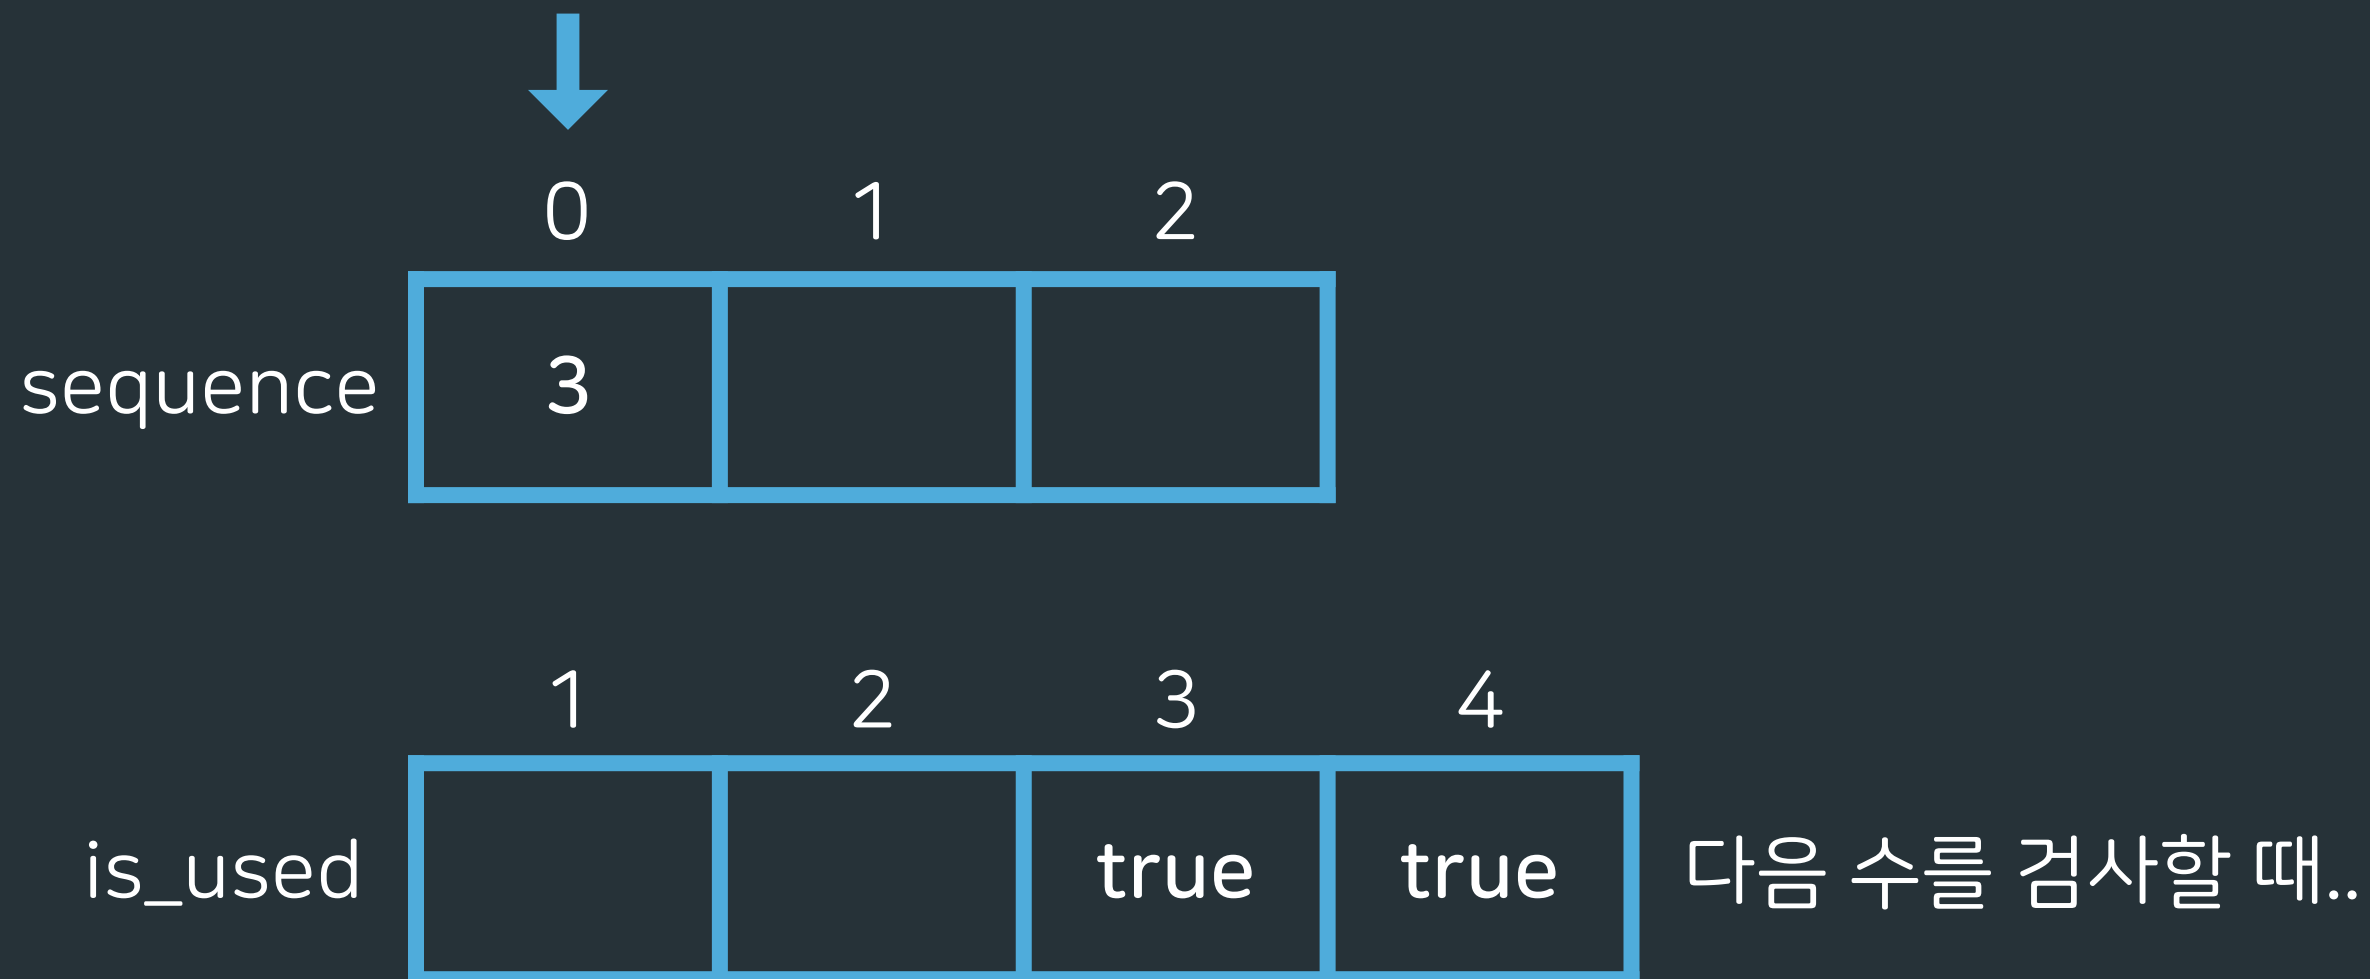 0 1 2
sequence 3
1 2 3 4
is_used true true 다음 수를 검사할 때..